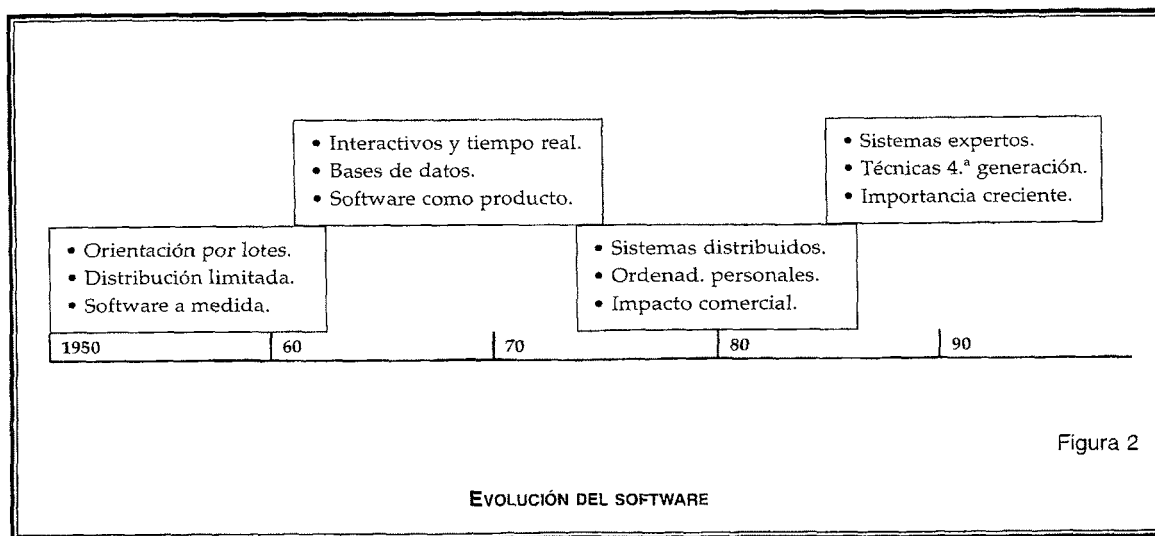 • Interactivos y tiempo real.
• Bases de datos.
• Software como producto.
• Sistemas expertos.
• Técnicas 4.ª generación.
• Importancia creciente.
• Orientación por lotes.
• Distribución limitada.
• Software a medida.
• Sistemas distribuidos.
• Ordenad. personales.
• Impacto comercial.
1950 60 70 80 90
Figura 2
EVOLUCIÓN DEL SOFTWARE